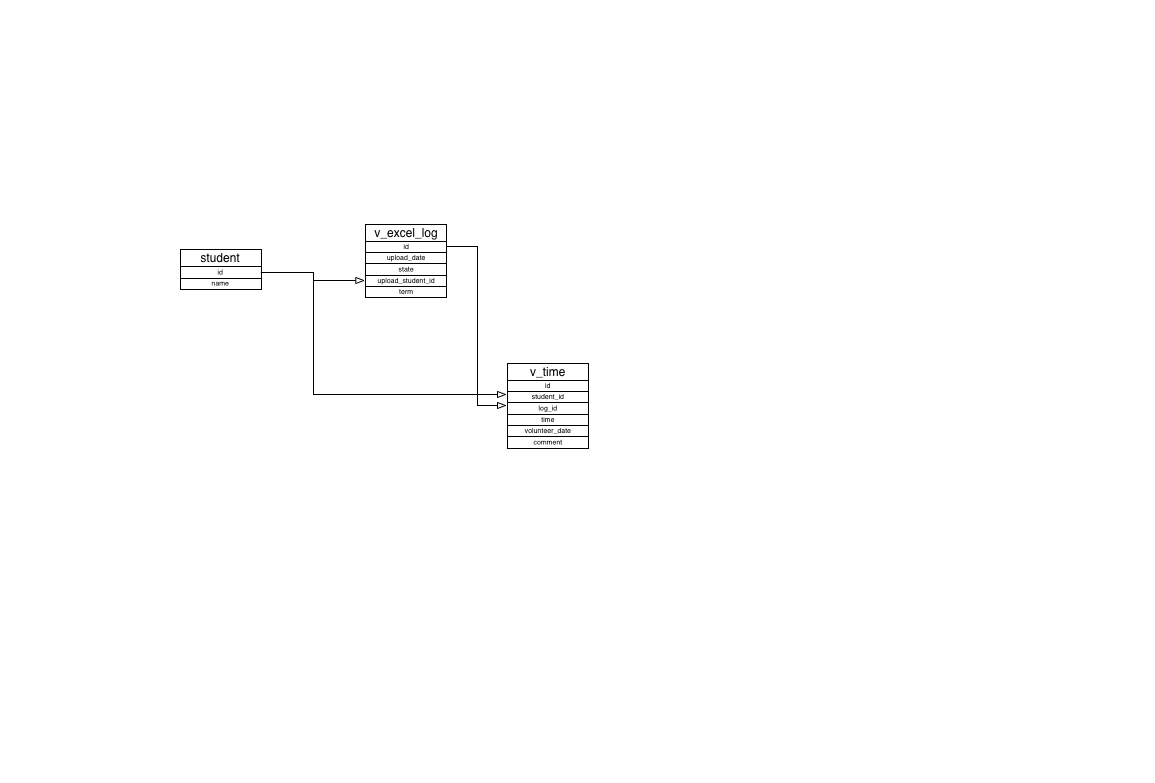 student
id
name
v_excel_log
id
upload_date
state
upload_student_id
term
v_time
id
student_id
log_id
time
volunteer_date
comment